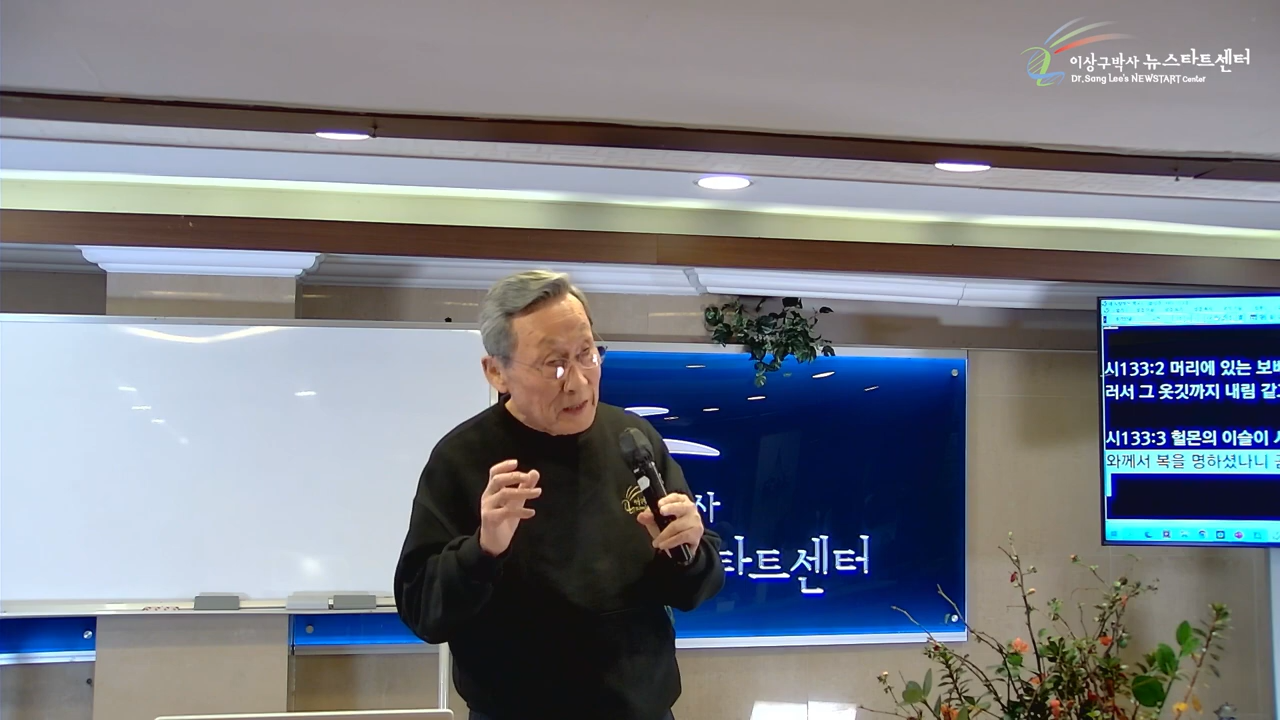 이상구박사 뉴스타트센터
Dr. Sang Lee's NEWSTART Center
시133:2 머리에 있는 보배
러서 그 옷깃까지 내림 같고
시133:3 헐몬의 이슬이 시
와께서 복을 명하셨나니 곧
사
타트센터